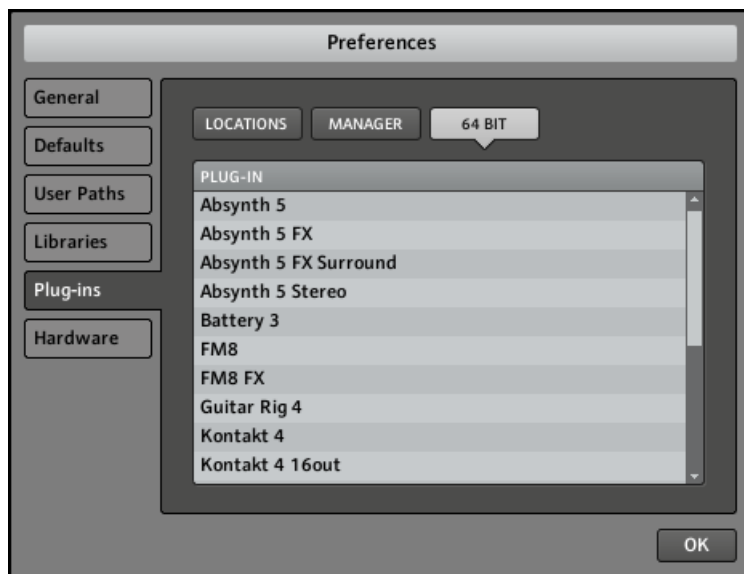 Preferences
General
Defaults
User Paths
Libraries
Plug-ins
Hardware
LOCATIONS MANAGER 64 BIT
PLUG-IN
Absynth 5
Absynth 5 FX
Absynth 5 FX Surround
Absynth 5 Stereo
Battery 3
FM8
FM8 FX
Guitar Rig 4
Kontakt 4
Kontakt 4 16out
OK